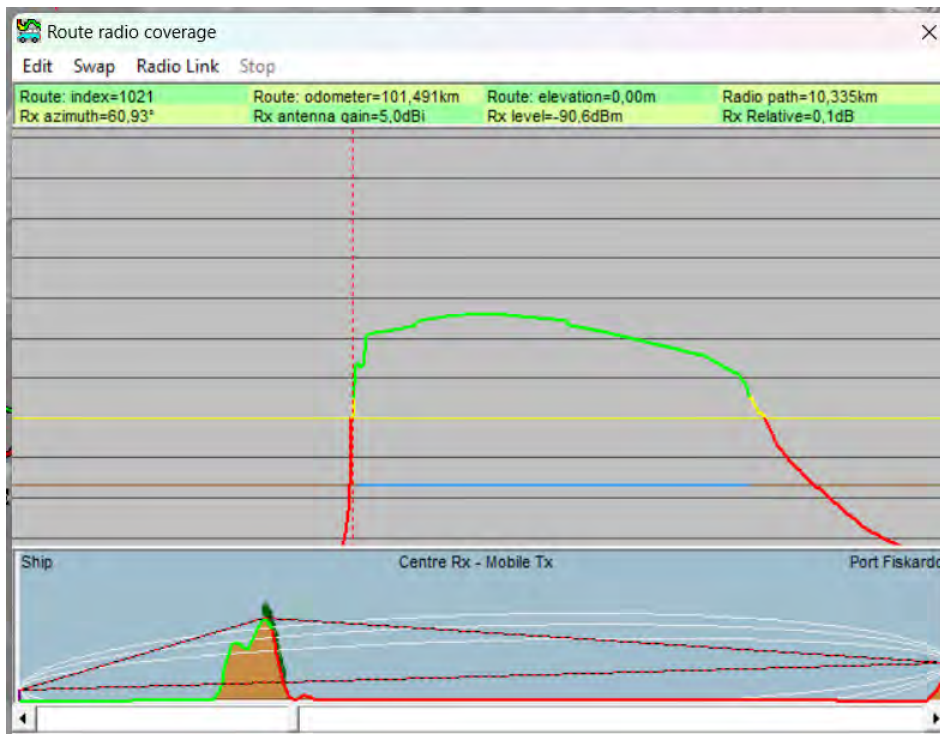 Route radio coverage
Edit Swap Radio Link Stop
Route: index=1021 Route: odometer=101,491km Route: elevation=0,00m Radio path=10,335km
Rx azimuth=60,93° Rx antenna gain=5,0dBi Rx level=-90,6dBm Rx Relative=0,1dB
Ship Centre Rx - Mobile Tx Port Fiskardo